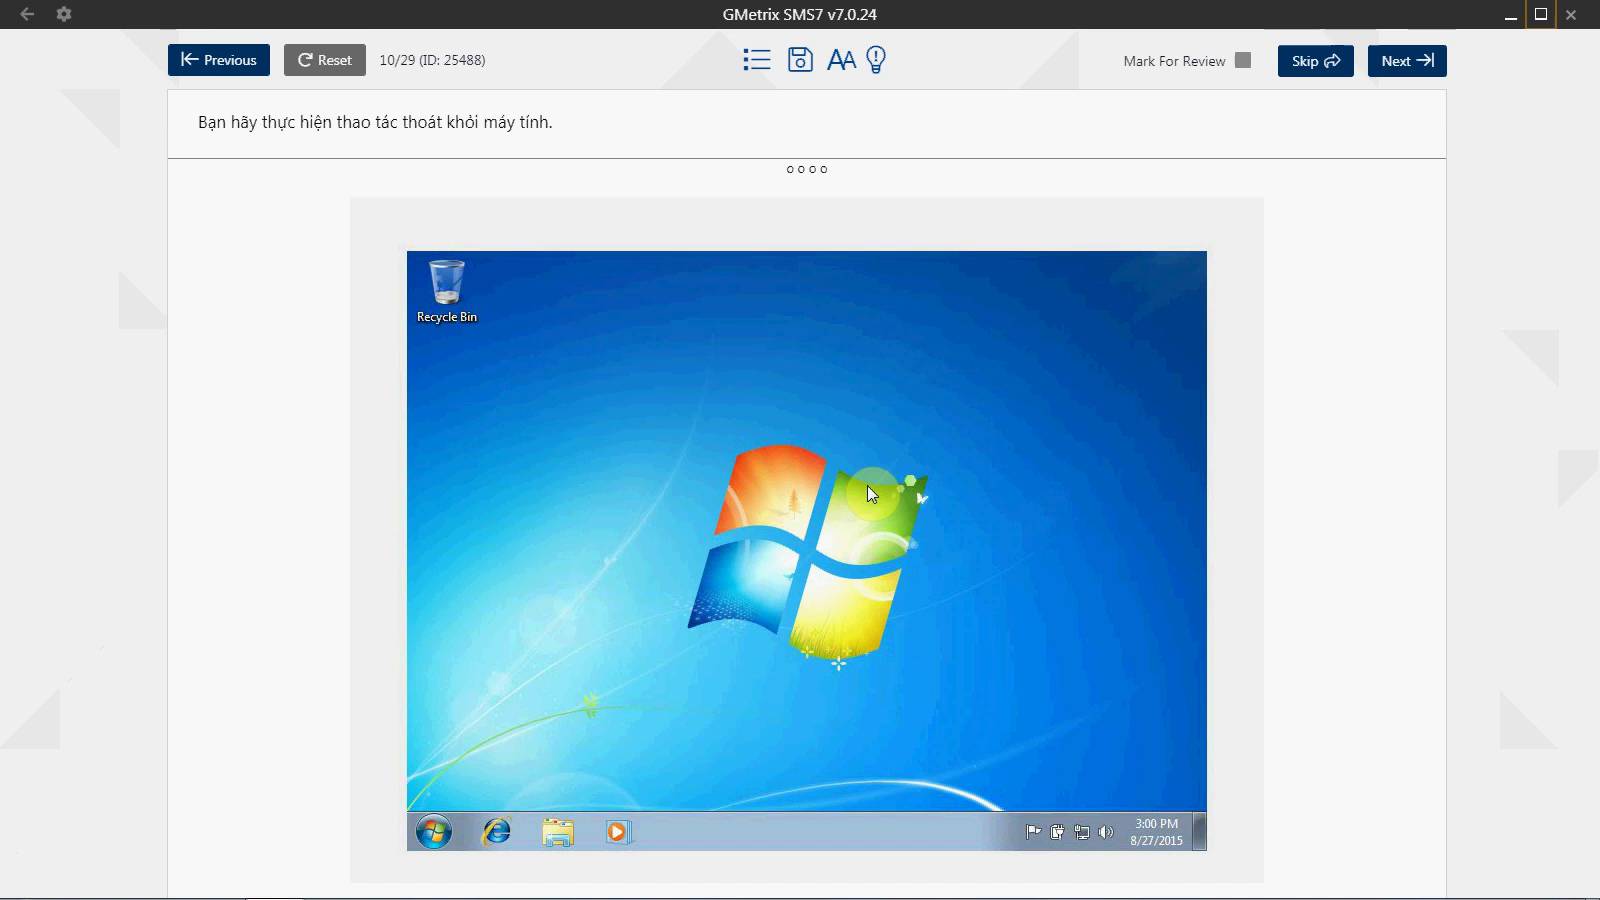 GMetrix SMS7 v7.0.24
Previous
Reset
10/29 (ID: 25488)
AA
Mark For Review
Skip
Next
Bạn hãy thực hiện thao tác thoát khỏi máy tính.
Recycle Bin
3:00 PM
8/27/2015